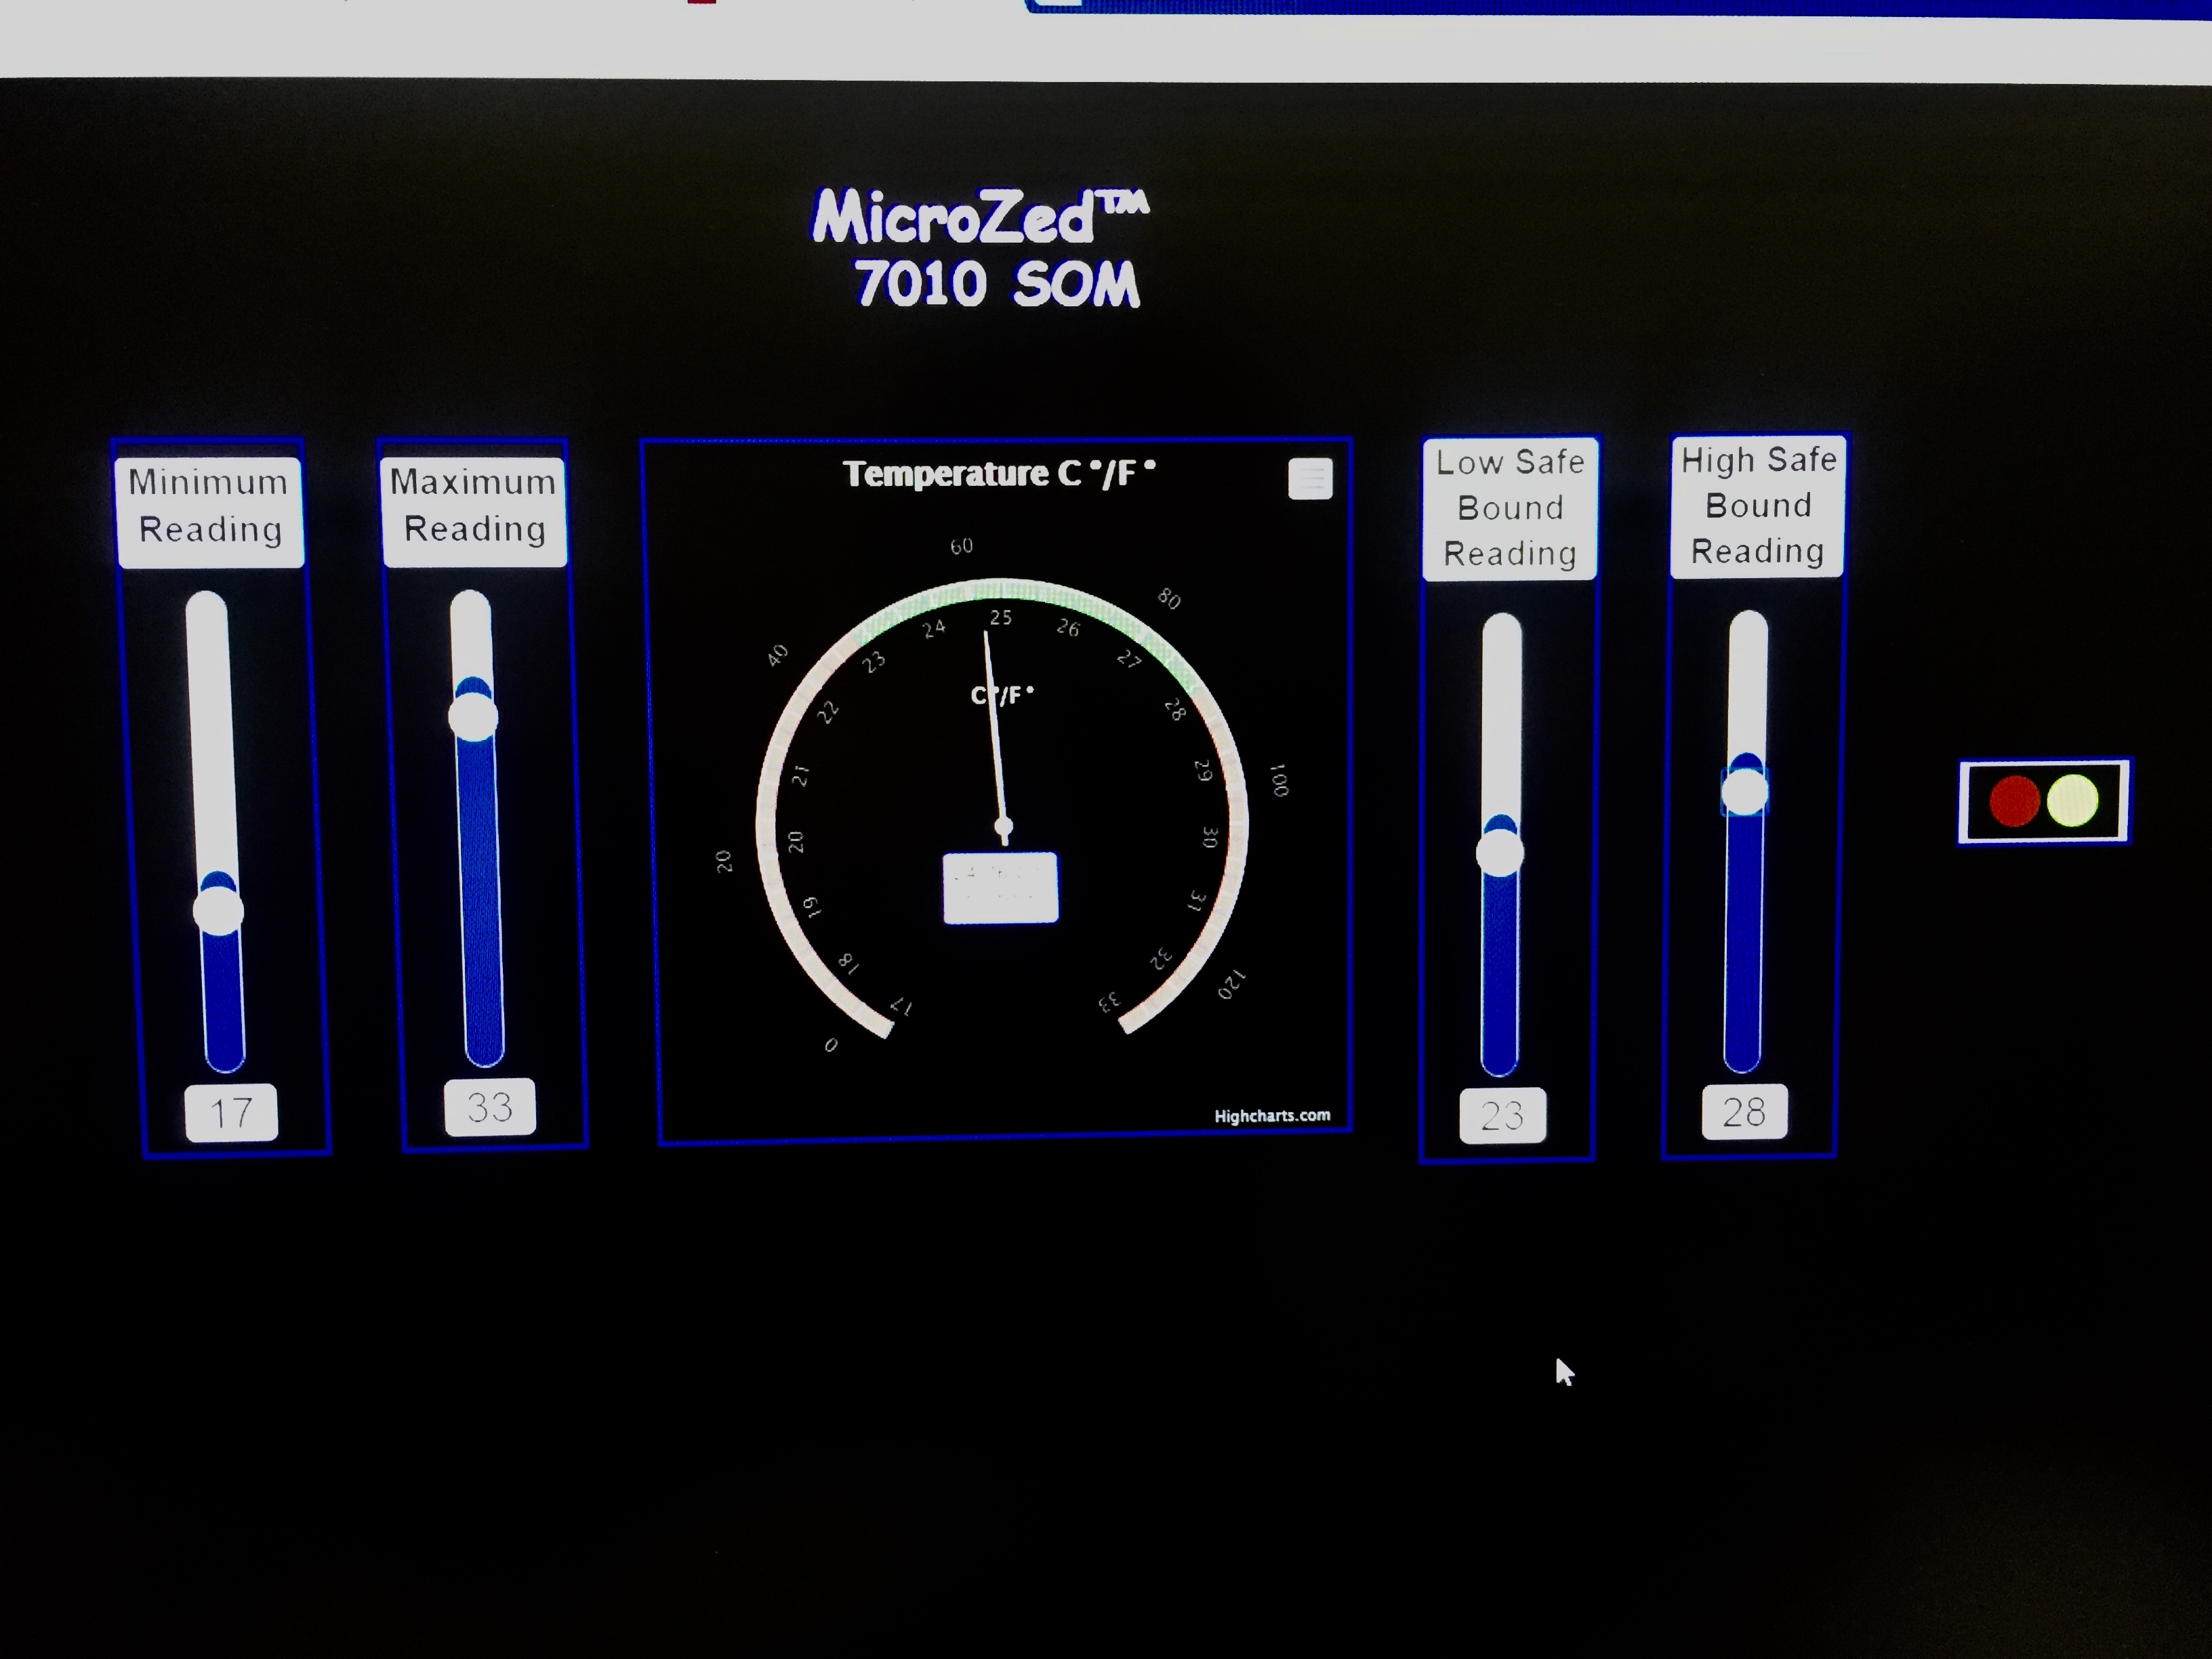 MicroZed™
7010 SOM
Minimum
Reading
17
Maximum
Reading
33
Temperature C°/F°
0
20
40
60
80
100
120
17
18
19
20
21
22
23
24
25
26
27
28
29
30
31
32
33
C°/F°
Highcharts.com
Low Safe
Bound
Reading
23
High Safe
Bound
Reading
28